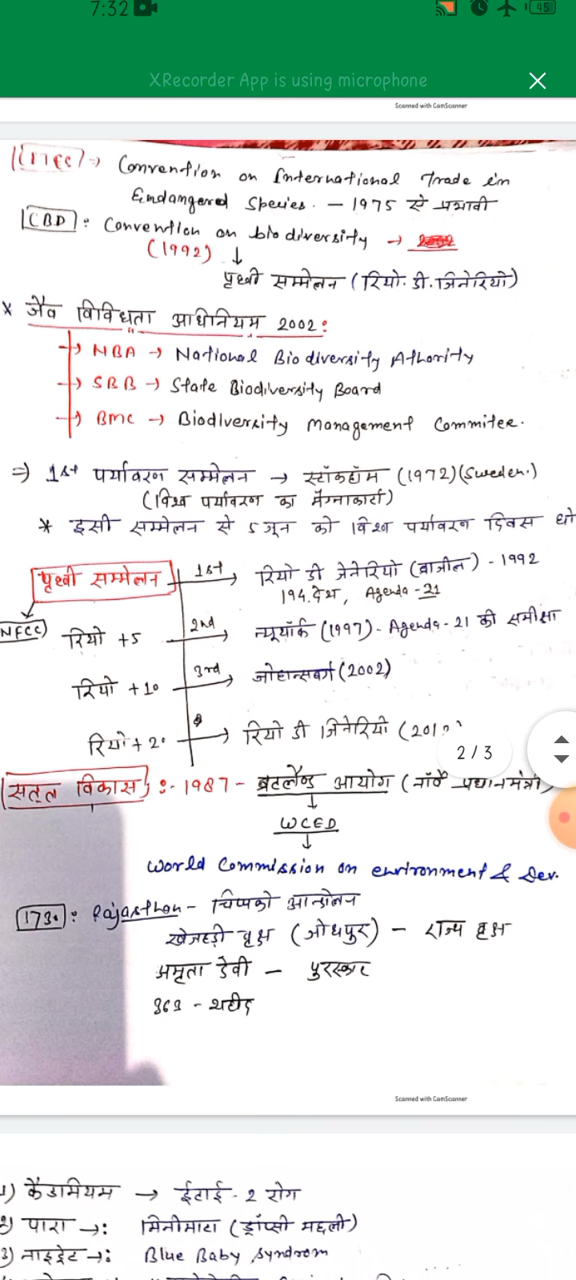 7:32
45
XRecorder App is using microphone
Scanned with CamScanner
Convention on International Trade in
Endangered Species. - 1975 से प्रभावी
CBD : Convention on biodiversity →
(1992) ↓
पृथ्वी सम्मेलन (रियो.डी.जिनेरियो)
* जैव विविधता अधिनियम 2002:
→ NBA → National Biodiversity Athority
→ SBB → State Biodiversity Board
→ BMC → Biodiversity Management Commitee.
⇒ 1st पर्यावरण सम्मेलन → स्टॉकहोम (1972)(Sweden.)
(विश्व पर्यावरण का मैग्नाकार्टा)
* इसी सम्मेलन से 5 जून को विश्व पर्यावरण दिवस
पृथ्वी सम्मेलन 1st → रियो डी जेनेरियो (ब्राजील) - 1992
194 देश, Agenda-21
रियो +5 2nd → न्यूयॉर्क (1997)- Agenda-21 की समीक्षा
रियो +10 3rd → जोहान्सबर्ग (2002)
रियो +20 → रियो डी जिनेरियो
2 / 3
सतत विकास :- 1987 - ब्रटलैण्ड आयोग (नॉर्वे प्रधानमंत्री)
↓
WCED
↓
World Commission on environment & Dev.
1730 : Rajasthan - चिपको आन्दोलन
खेजड़ी वृक्ष (जोधपुर) - राज्य वृक्ष
अमृता देवी - पुरस्कार
363 - शहीद
Scanned with CamScanner
1) कैडमियम → ईटाई-2 रोग
2) पारा →: मिनीमाटा (ड्रॉप्सी मछली)
3) नाइट्रेट →: Blue Baby Syndrom